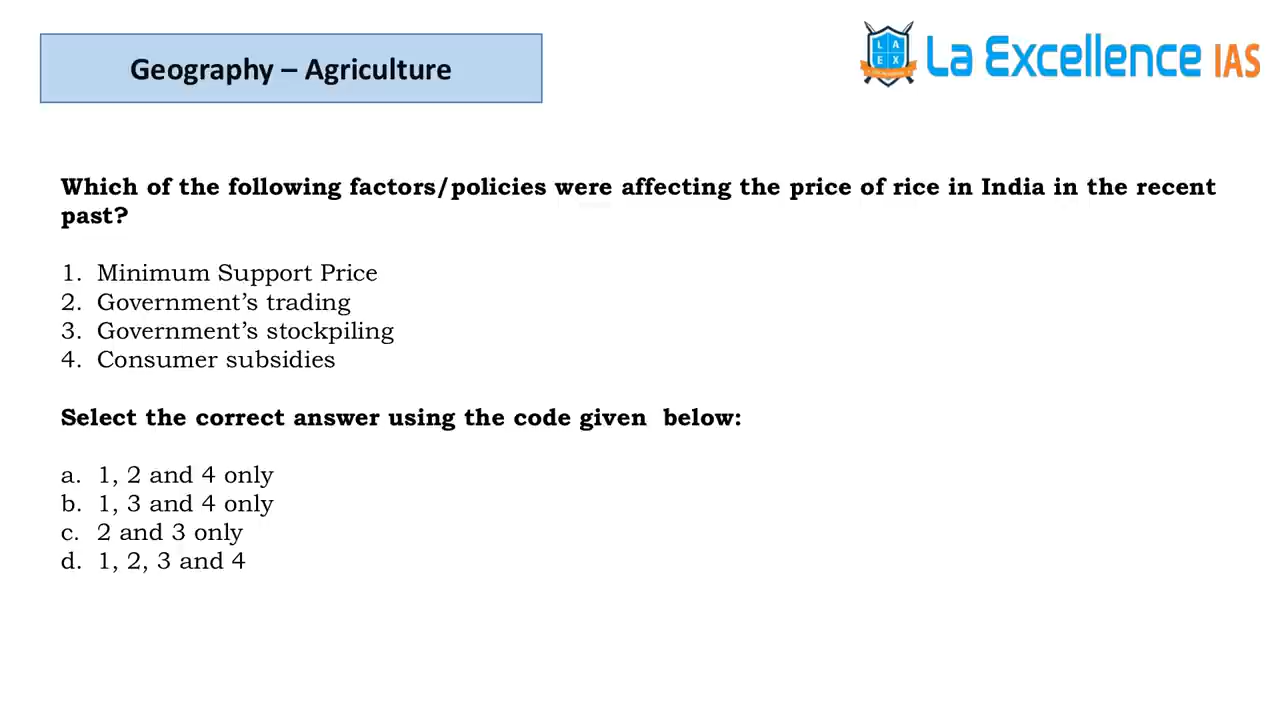 Geography – Agriculture
L A
E X
La Excellence IAS
Which of the following factors/policies were affecting the price of rice in India in the recent
past?
1. Minimum Support Price
2. Government’s trading
3. Government’s stockpiling
4. Consumer subsidies
Select the correct answer using the code given  below:
a. 1, 2 and 4 only
b. 1, 3 and 4 only
c. 2 and 3 only
d. 1, 2, 3 and 4